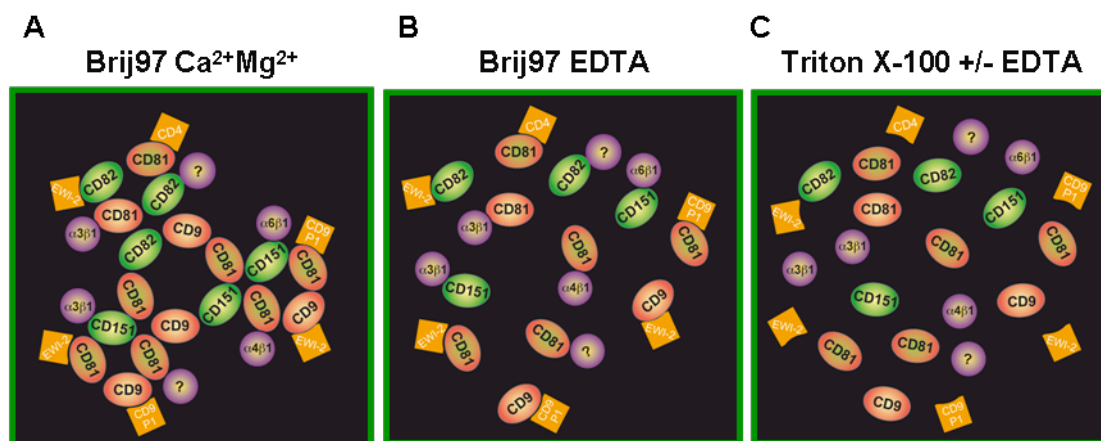 A
Brij97 Ca²⁺Mg²⁺
CD4
CD81
?
CD82
CD82
EWI-2
CD81
α3β1
CD9
α6β1
CD9
P1
CD82
CD81
CD151
CD81
α3β1
CD81
CD151
CD81
CD9
CD151
CD9
EWI-2
CD81
CD81
α4β1
EWI-2
CD9
?
CD9
P1
B
Brij97 EDTA
CD4
CD81
?
CD82
α6β1
EWI-2
CD82
CD81
CD151
CD9
P1
α3β1
CD81
CD81
α3β1
CD151
α4β1
CD9
EWI-2
EWI-2
CD81
CD81
?
CD9
CD9
P1
C
Triton X-100 +/- EDTA
CD4
?
α6β1
CD81
CD82
CD82
CD9
P1
EWI-2
CD81
CD151
α3β1
CD81
CD81
α3β1
CD151
α4β1
CD9
EWI-2
EWI-2
CD81
CD81
?
CD9
CD9
P1